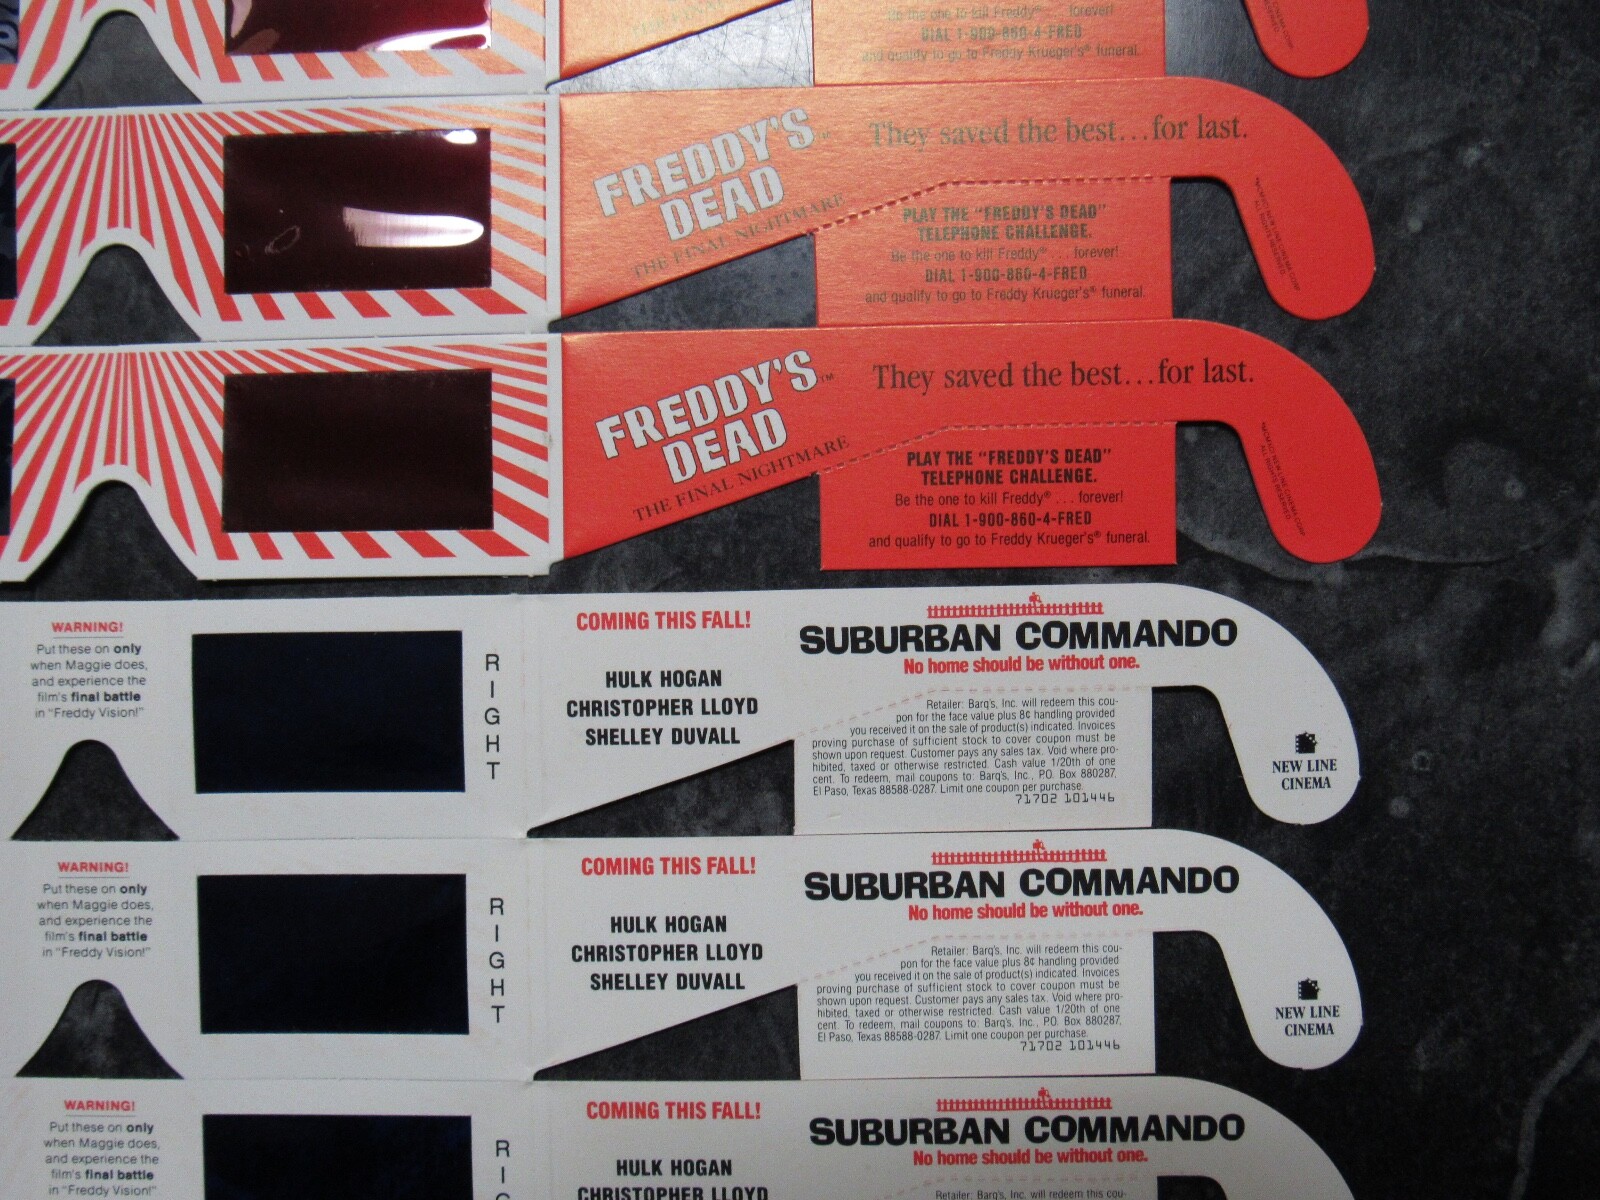 THE FINAL
Be the one to kill Freddy® . . . forever!
DIAL 1-900-860-4-FRED
and qualify to go to Freddy Krueger's® funeral.
FREDDY'S™
DEAD
THE FINAL NIGHTMARE
They saved the best...for last.
PLAY THE "FREDDY'S DEAD"
TELEPHONE CHALLENGE.
Be the one to kill Freddy® . . . forever!
DIAL 1-900-860-4-FRED
and qualify to go to Freddy Krueger's® funeral.
FREDDY'S™
DEAD
THE FINAL NIGHTMARE
They saved the best...for last.
PLAY THE "FREDDY'S DEAD"
TELEPHONE CHALLENGE.
Be the one to kill Freddy® . . . forever!
DIAL 1-900-860-4-FRED
and qualify to go to Freddy Krueger's® funeral.
WARNING!
Put these on only
when Maggie does,
and experience the
film's final battle
in "Freddy Vision!"
RIGHT
COMING THIS FALL!
HULK HOGAN
CHRISTOPHER LLOYD
SHELLEY DUVALL
SUBURBAN COMMANDO
No home should be without one.
Retailer: Barq's, Inc. will redeem this cou-
pon for the face value plus 8¢ handling provided
you received it on the sale of product(s) indicated. Invoices
proving purchase of sufficient stock to cover coupon must be
shown upon request. Customer pays any sales tax. Void where pro-
hibited, taxed or otherwise restricted. Cash value 1/20th of one
cent. To redeem, mail coupons to: Barq's, Inc., P.O. Box 880287,
El Paso, Texas 88588-0287. Limit one coupon per purchase.
71702 101446
NEW LINE
CINEMA
WARNING!
Put these on only
when Maggie does,
and experience the
film's final battle
in "Freddy Vision!"
RIGHT
COMING THIS FALL!
HULK HOGAN
CHRISTOPHER LLOYD
SHELLEY DUVALL
SUBURBAN COMMANDO
No home should be without one.
Retailer: Barq's, Inc. will redeem this cou-
pon for the face value plus 8¢ handling provided
you received it on the sale of product(s) indicated. Invoices
proving purchase of sufficient stock to cover coupon must be
shown upon request. Customer pays any sales tax. Void where pro-
hibited, taxed or otherwise restricted. Cash value 1/20th of one
cent. To redeem, mail coupons to: Barq's, Inc., P.O. Box 880287,
El Paso, Texas 88588-0287. Limit one coupon per purchase.
71702 101446
NEW LINE
CINEMA
WARNING!
Put these on only
when Maggie does,
and experience the
film's final battle
in "Freddy Vision!"
RI
COMING THIS FALL!
HULK HOGAN
CHRISTOPHER LLOYD
SUBURBAN COMMANDO
No home should be without one.
Retailer: Barq's, Inc. will redeem this cou-